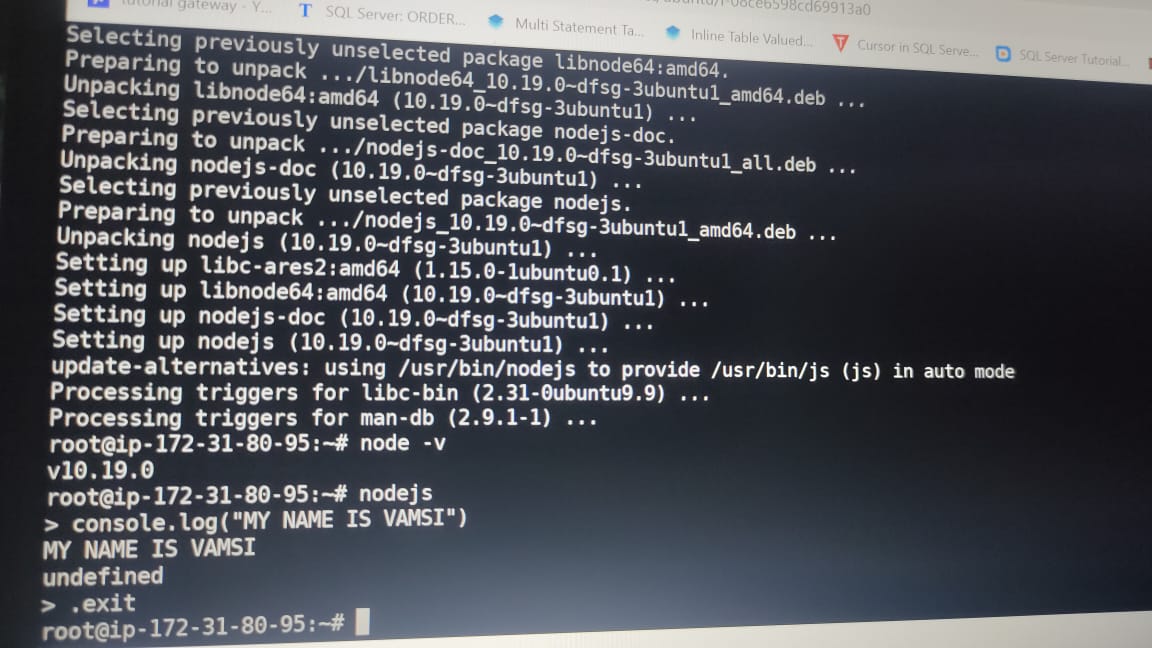 tutorial gateway - Y...
SQL Server: ORDER...
Multi Statement Ta...
Inline Table Valued...
Cursor in SQL Serve...
SQL Server Tutorial...
Selecting previously unselected package libnode64:amd64.
Preparing to unpack .../libnode64_10.19.0~dfsg-3ubuntu1_amd64.deb ...
Unpacking libnode64:amd64 (10.19.0~dfsg-3ubuntu1) ...
Selecting previously unselected package nodejs-doc.
Preparing to unpack .../nodejs-doc_10.19.0~dfsg-3ubuntu1_all.deb ...
Unpacking nodejs-doc (10.19.0~dfsg-3ubuntu1) ...
Selecting previously unselected package nodejs.
Preparing to unpack .../nodejs_10.19.0~dfsg-3ubuntu1_amd64.deb ...
Unpacking nodejs (10.19.0~dfsg-3ubuntu1) ...
Setting up libc-ares2:amd64 (1.15.0-1ubuntu0.1) ...
Setting up libnode64:amd64 (10.19.0~dfsg-3ubuntu1) ...
Setting up nodejs-doc (10.19.0~dfsg-3ubuntu1) ...
Setting up nodejs (10.19.0~dfsg-3ubuntu1) ...
update-alternatives: using /usr/bin/nodejs to provide /usr/bin/js (js) in auto mode
Processing triggers for libc-bin (2.31-0ubuntu9.9) ...
Processing triggers for man-db (2.9.1-1) ...
root@ip-172-31-80-95:~# node -v
v10.19.0
root@ip-172-31-80-95:~# nodejs
> console.log("MY NAME IS VAMSI")
MY NAME IS VAMSI
undefined
> .exit
root@ip-172-31-80-95:~#